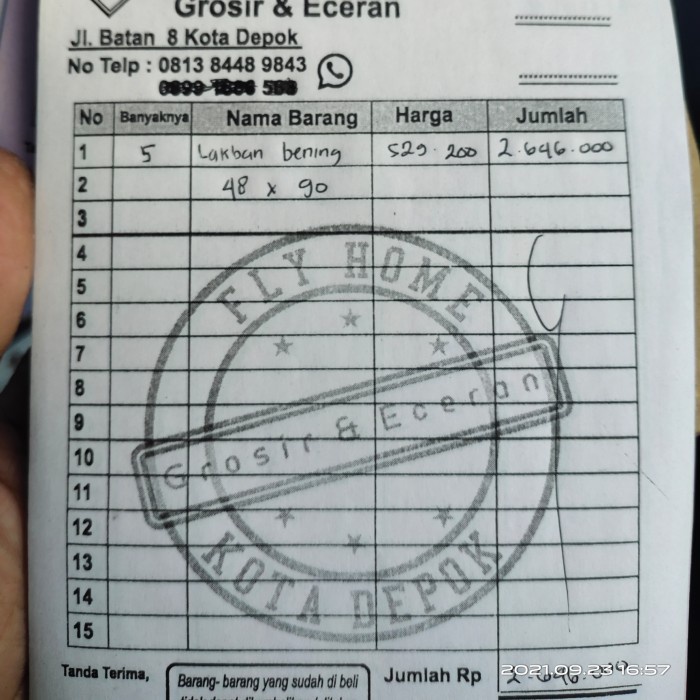 Grosir & Eceran
Jl. Batan 8 Kota Depok
No Telp : 0813 8448 9843
No Banyaknya Nama Barang Harga Jumlah
1 5 Lakban bening 529.200 2.646.000
2 48 x 90
3
4
5
6
7
8
9
10
11
12
13
14
15
FLY HOME
Grosir & Eceran
KOTA DEPOK
Tanda Terima,
Barang- barang yang sudah di beli
Jumlah Rp
2021.09.23 16:57